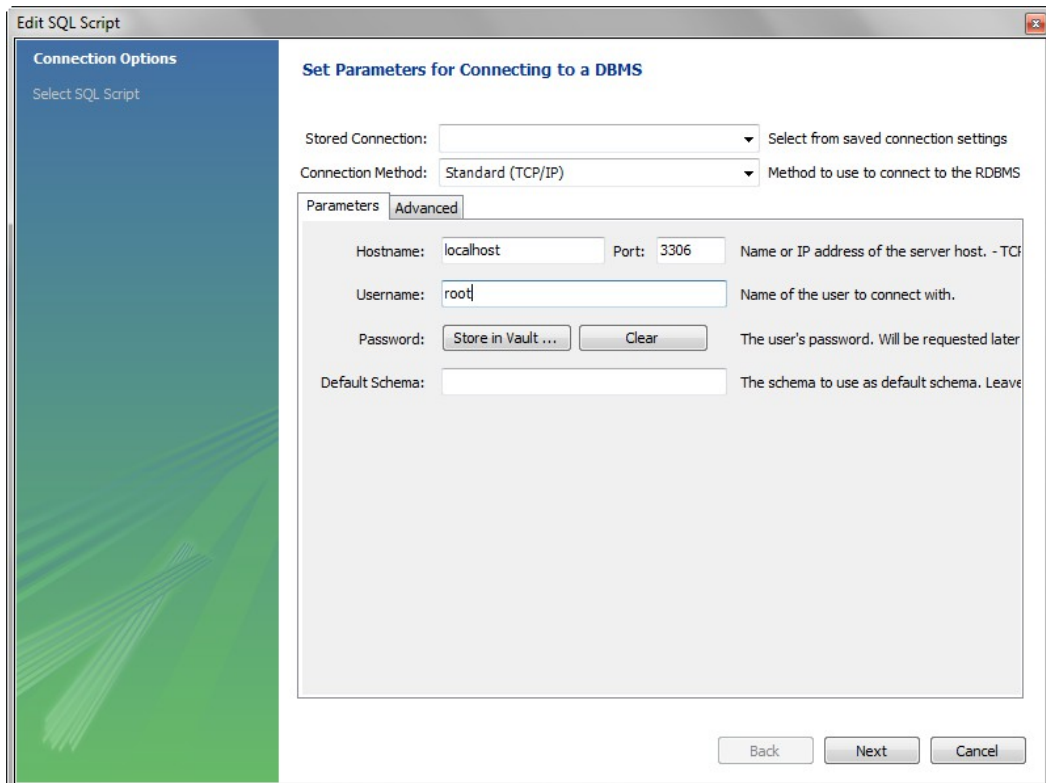 Edit SQL Script
Connection Options
Select SQL Script
Set Parameters for Connecting to a DBMS
Stored Connection: Select from saved connection settings
Connection Method: Standard (TCP/IP) Method to use to connect to the RDBMS
Parameters Advanced
Hostname: localhost Port: 3306 Name or IP address of the server host. - TCP
Username: root Name of the user to connect with.
Password: Store in Vault ... Clear The user's password. Will be requested later
Default Schema: The schema to use as default schema. Leave
Back Next Cancel